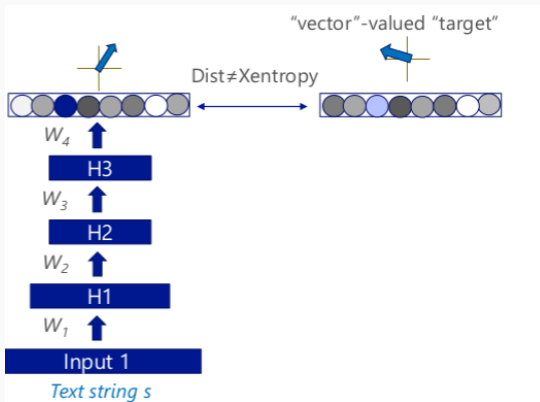 “vector”-valued “target”
Dist≠Xentropy
W4
H3
W3
H2
W2
H1
W1
Input 1
Text string s